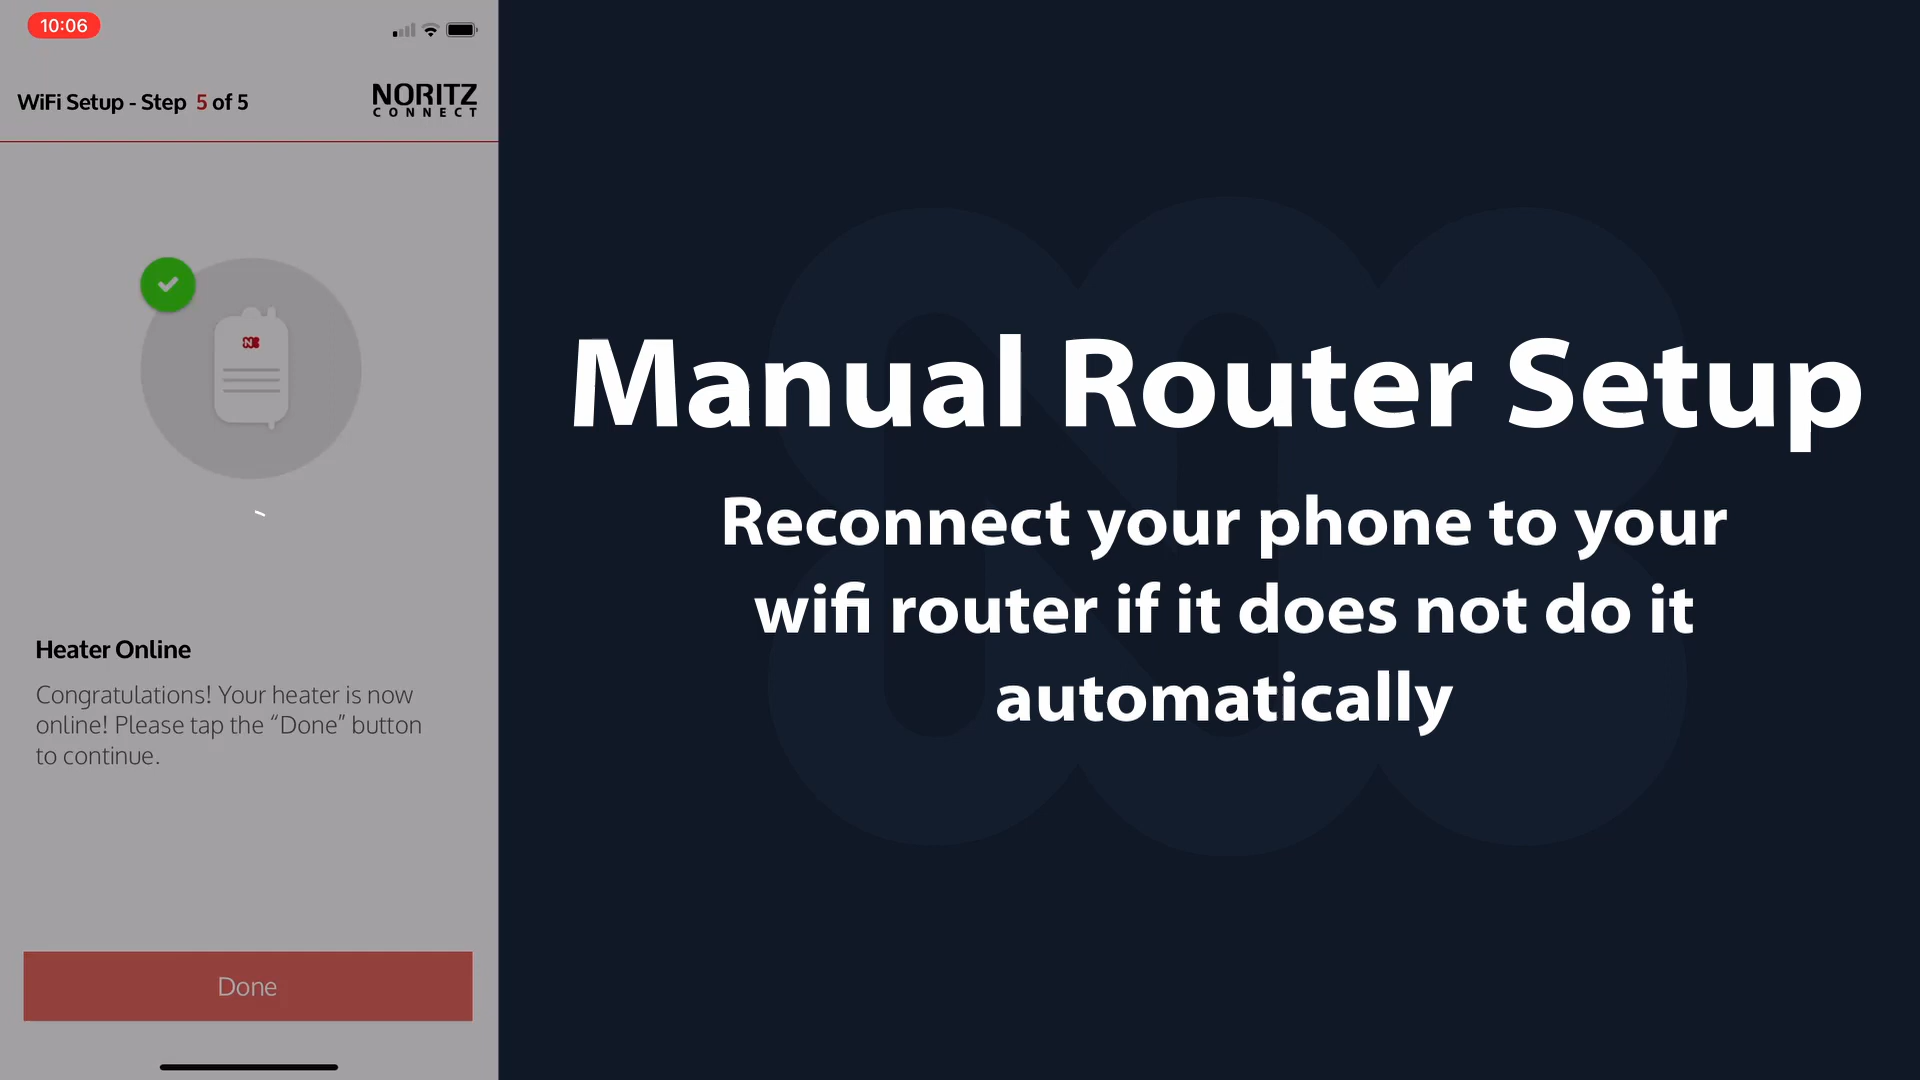 10:06
WiFi Setup - Step 5 of 5
NORITZ
CONNECT
N
Heater Online
Congratulations! Your heater is now
online! Please tap the “Done” button
to continue.
Done
Manual Router Setup
Reconnect your phone to your
wifi router if it does not do it
automatically